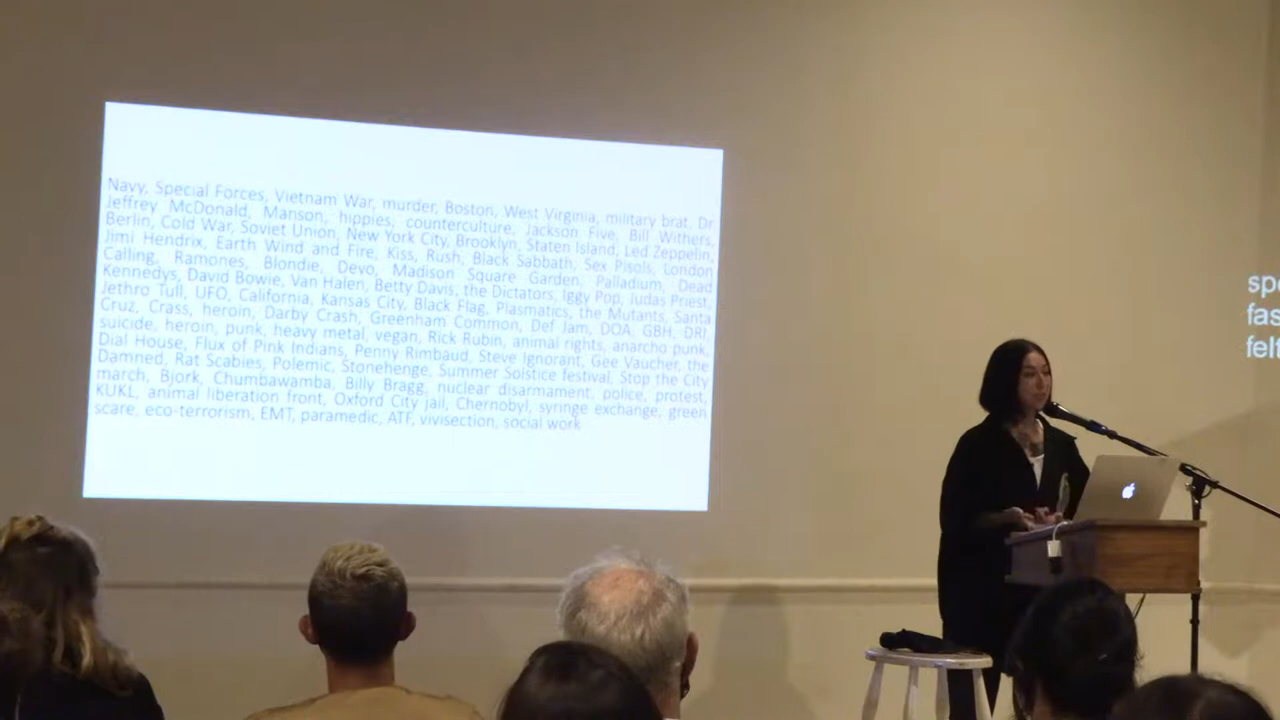 Navy, Special Forces, Vietnam War, murder, Boston, West Virginia, military brat, Dr
Jeffrey McDonald, Manson, hippies, counterculture, Jackson Five, Bill Withers,
Berlin, Cold War, Soviet Union, New York City, Brooklyn, Staten Island, Led Zeppelin,
Jimi Hendrix, Earth Wind and Fire, Kiss, Rush, Black Sabbath, Sex Pisols, London
Calling, Ramones, Blondie, Devo, Madison Square Garden, Palladium, Dead
Kennedys, David Bowie, Van Halen, Betty Davis, the Dictators, Iggy Pop, Judas Priest,
Jethro Tull, UFO, California, Kansas City, Black Flag, Plasmatics, the Mutants, Santa
Cruz, Crass, heroin, Darby Crash, Greenham Common, Def Jam, DOA, GBH, DRI,
suicide, heroin, punk, heavy metal, vegan, Rick Rubin, animal rights, anarcho punk,
Dial House, Flux of Pink Indians, Penny Rimbaud, Steve Ignorant, Gee Vaucher, the
Damned, Rat Scabies, Polemic, Stonehenge, Summer Solstice festival, Stop the City
march, Bjork, Chumbawamba, Billy Bragg, nuclear disarmament, police, protest,
KUKL, animal liberation front, Oxford City jail, Chernobyl, syringe exchange, green
scare, eco-terrorism, EMT, paramedic, ATF, vivisection, social work